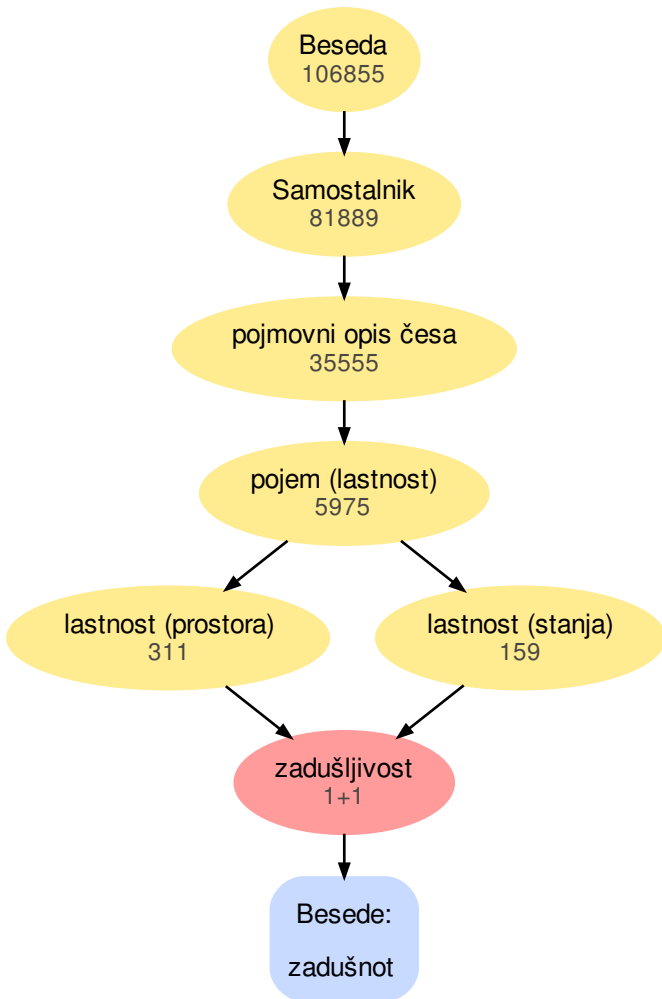 Beseda
106855
Samostalnik
81889
pojmovni opis česa
35555
pojem (lastnost)
5975
lastnost (prostora)
311
lastnost (stanja)
159
zadušljivost
1+1
Besede:
zadušnot